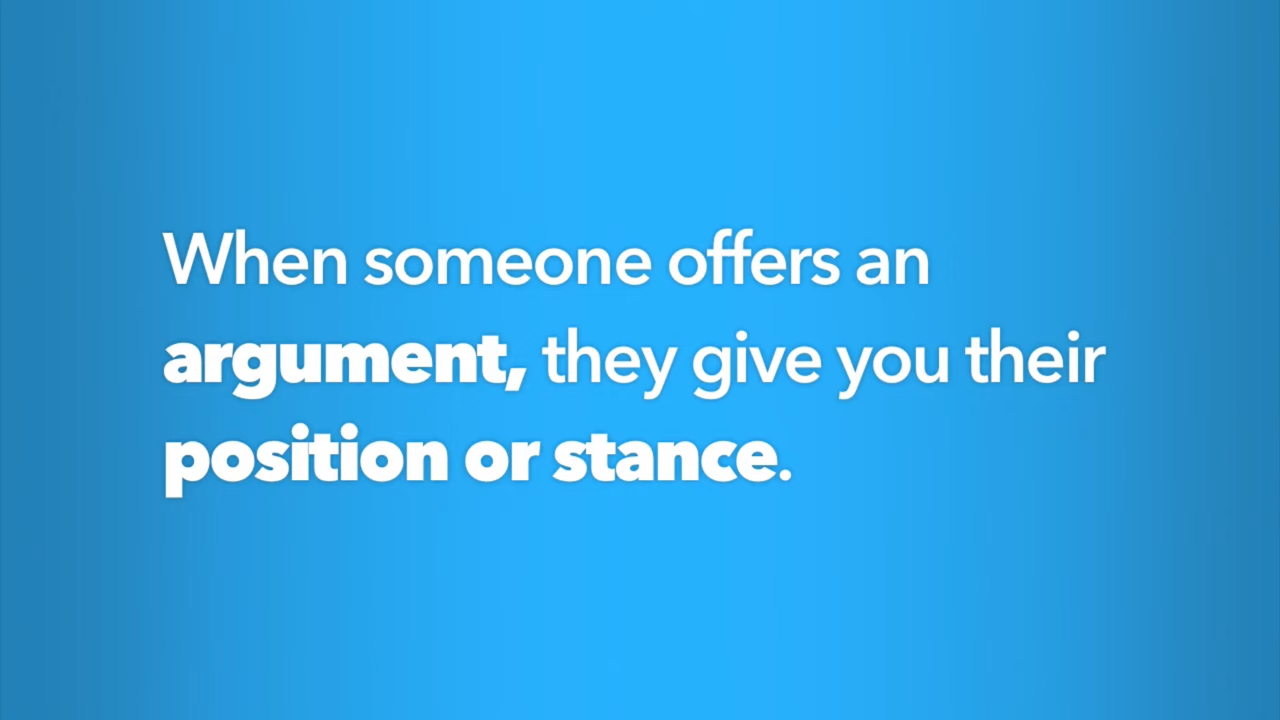 When someone offers an
argument, they give you their
position or stance.